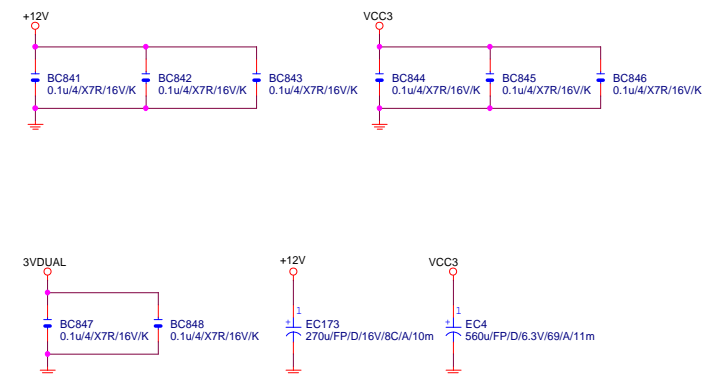 +12V
VCC3
BC841
0.1u/4/X7R/16V/K
BC842
0.1u/4/X7R/16V/K
BC843
0.1u/4/X7R/16V/K
BC844
0.1u/4/X7R/16V/K
BC845
0.1u/4/X7R/16V/K
BC846
0.1u/4/X7R/16V/K
3VDUAL
+12V
VCC3
BC847
0.1u/4/X7R/16V/K
BC848
0.1u/4/X7R/16V/K
1
+
EC173
270u/FP/D/16V/8C/A/10m
1
+
EC4
560u/FP/D/6.3V/69/A/11m